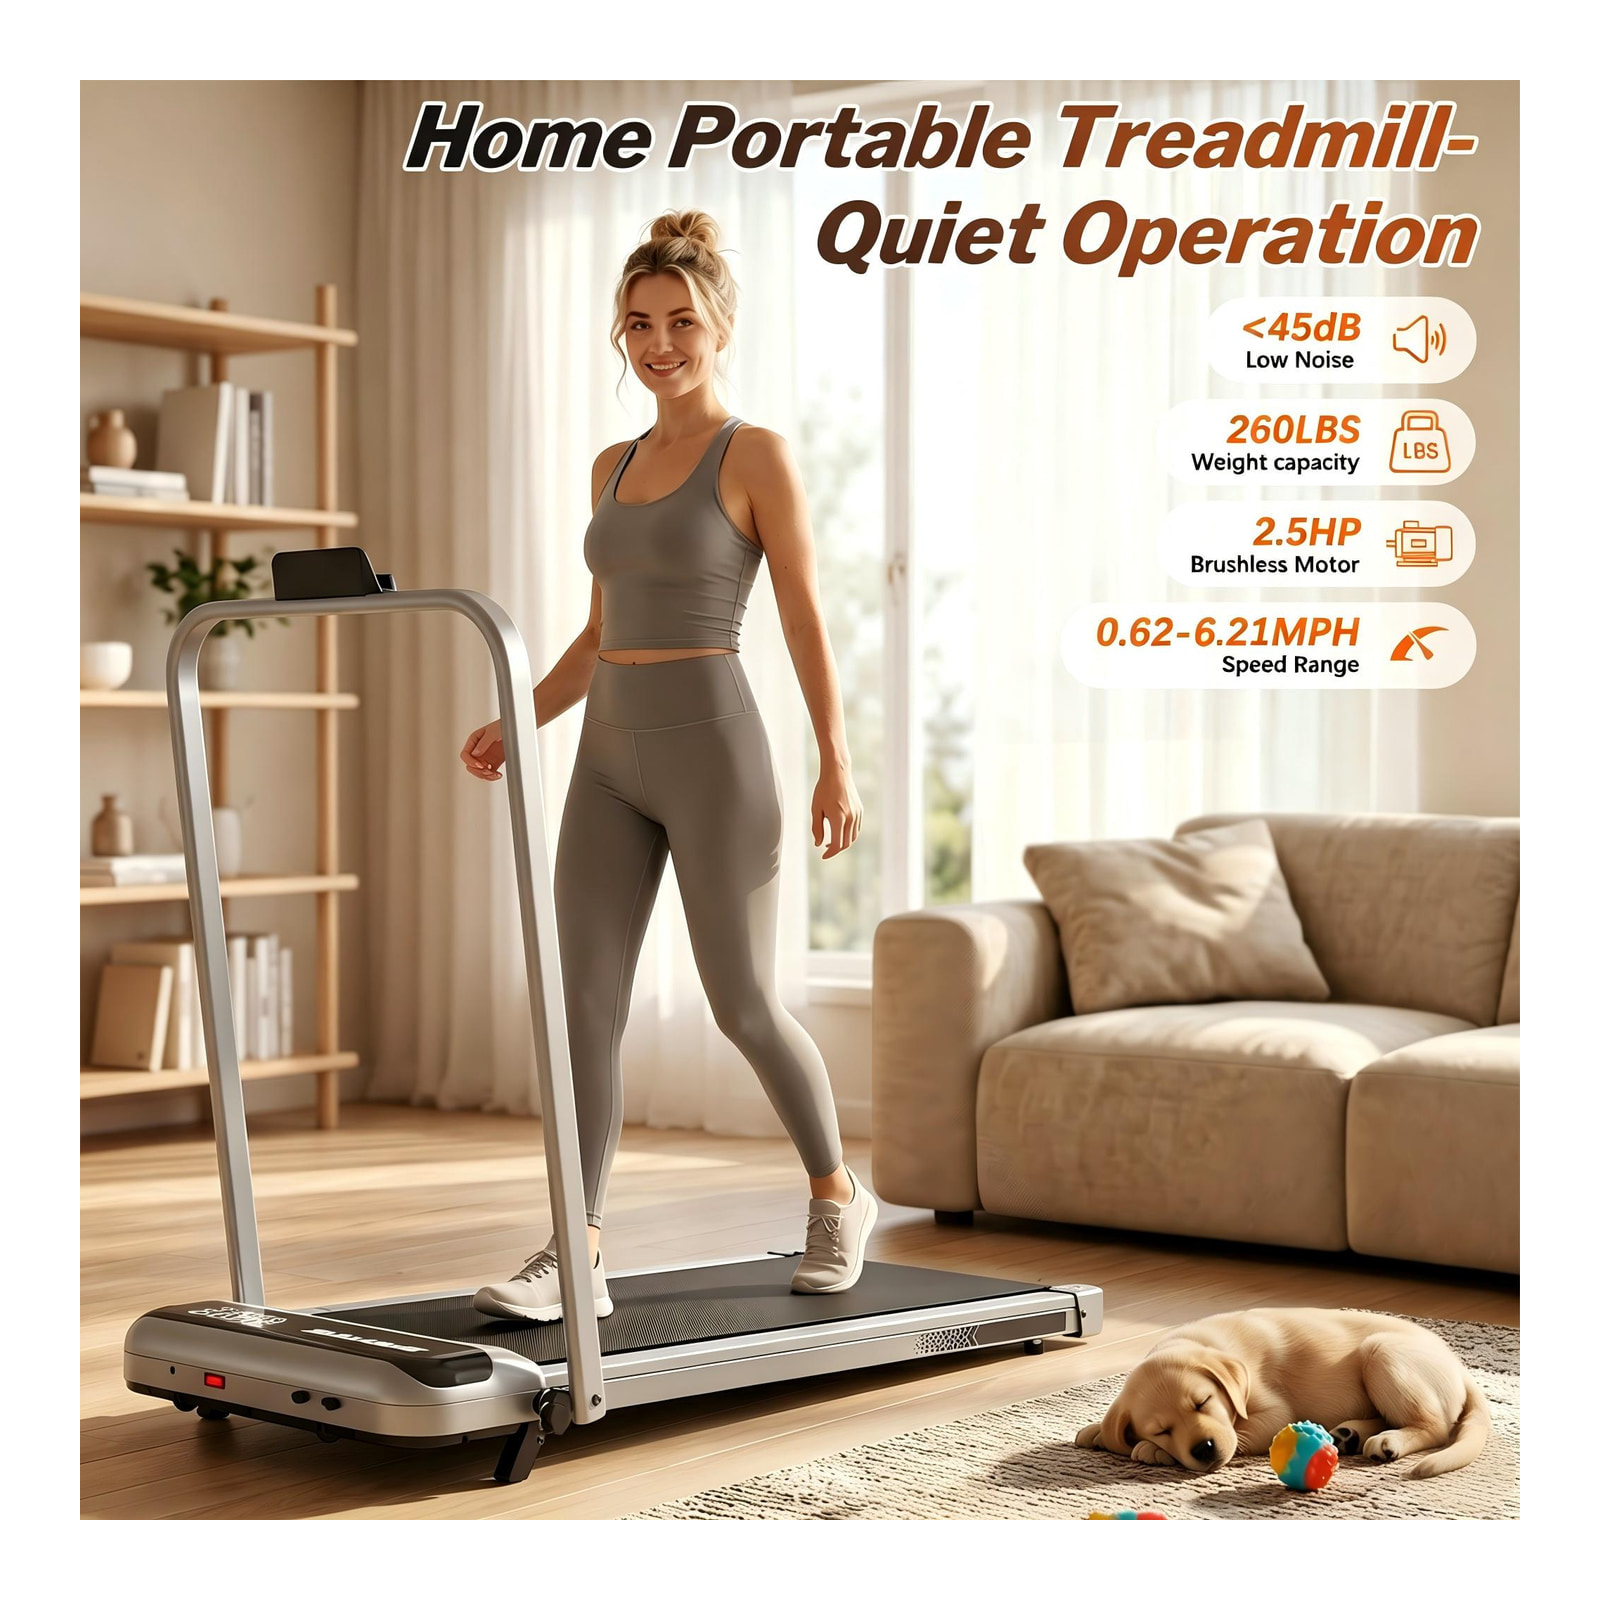 Home Portable Treadmill-
Quiet Operation
<45dB
Low Noise
260LBS
Weight capacity
LBS
2.5HP
Brushless Motor
0.62-6.21MPH
Speed Range